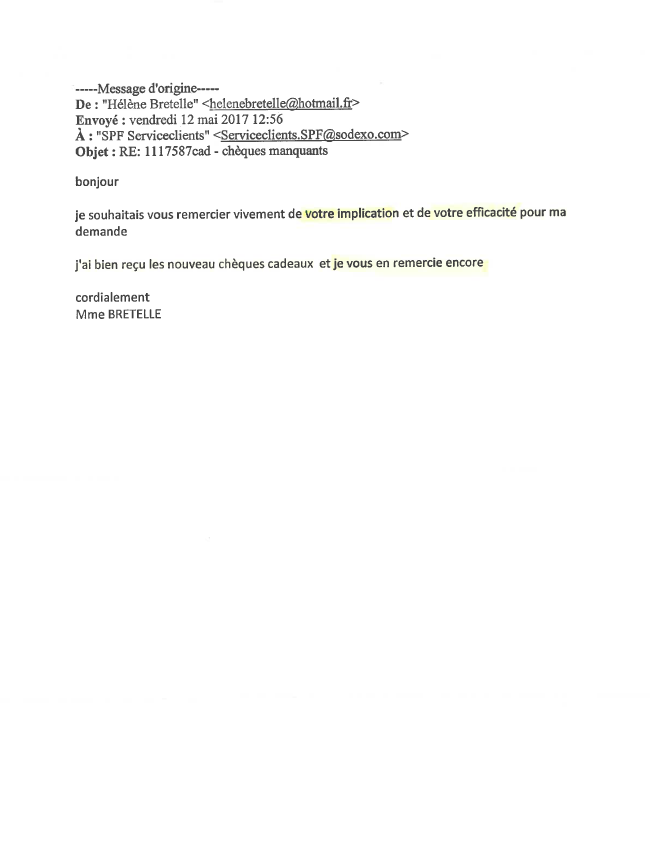 -----Message d'origine-----
De : "Hélène Bretelle" <helenebretelle@hotmail.fr>
Envoyé : vendredi 12 mai 2017 12:56
À : "SPF Serviceclients" <Serviceclients.SPF@sodexo.com>
Objet : RE: 1117587cad - chèques manquants
bonjour
je souhaitais vous remercier vivement de votre implication et de votre efficacité pour ma
demande
j'ai bien reçu les nouveau chèques cadeaux et je vous en remercie encore
cordialement
Mme BRETELLE